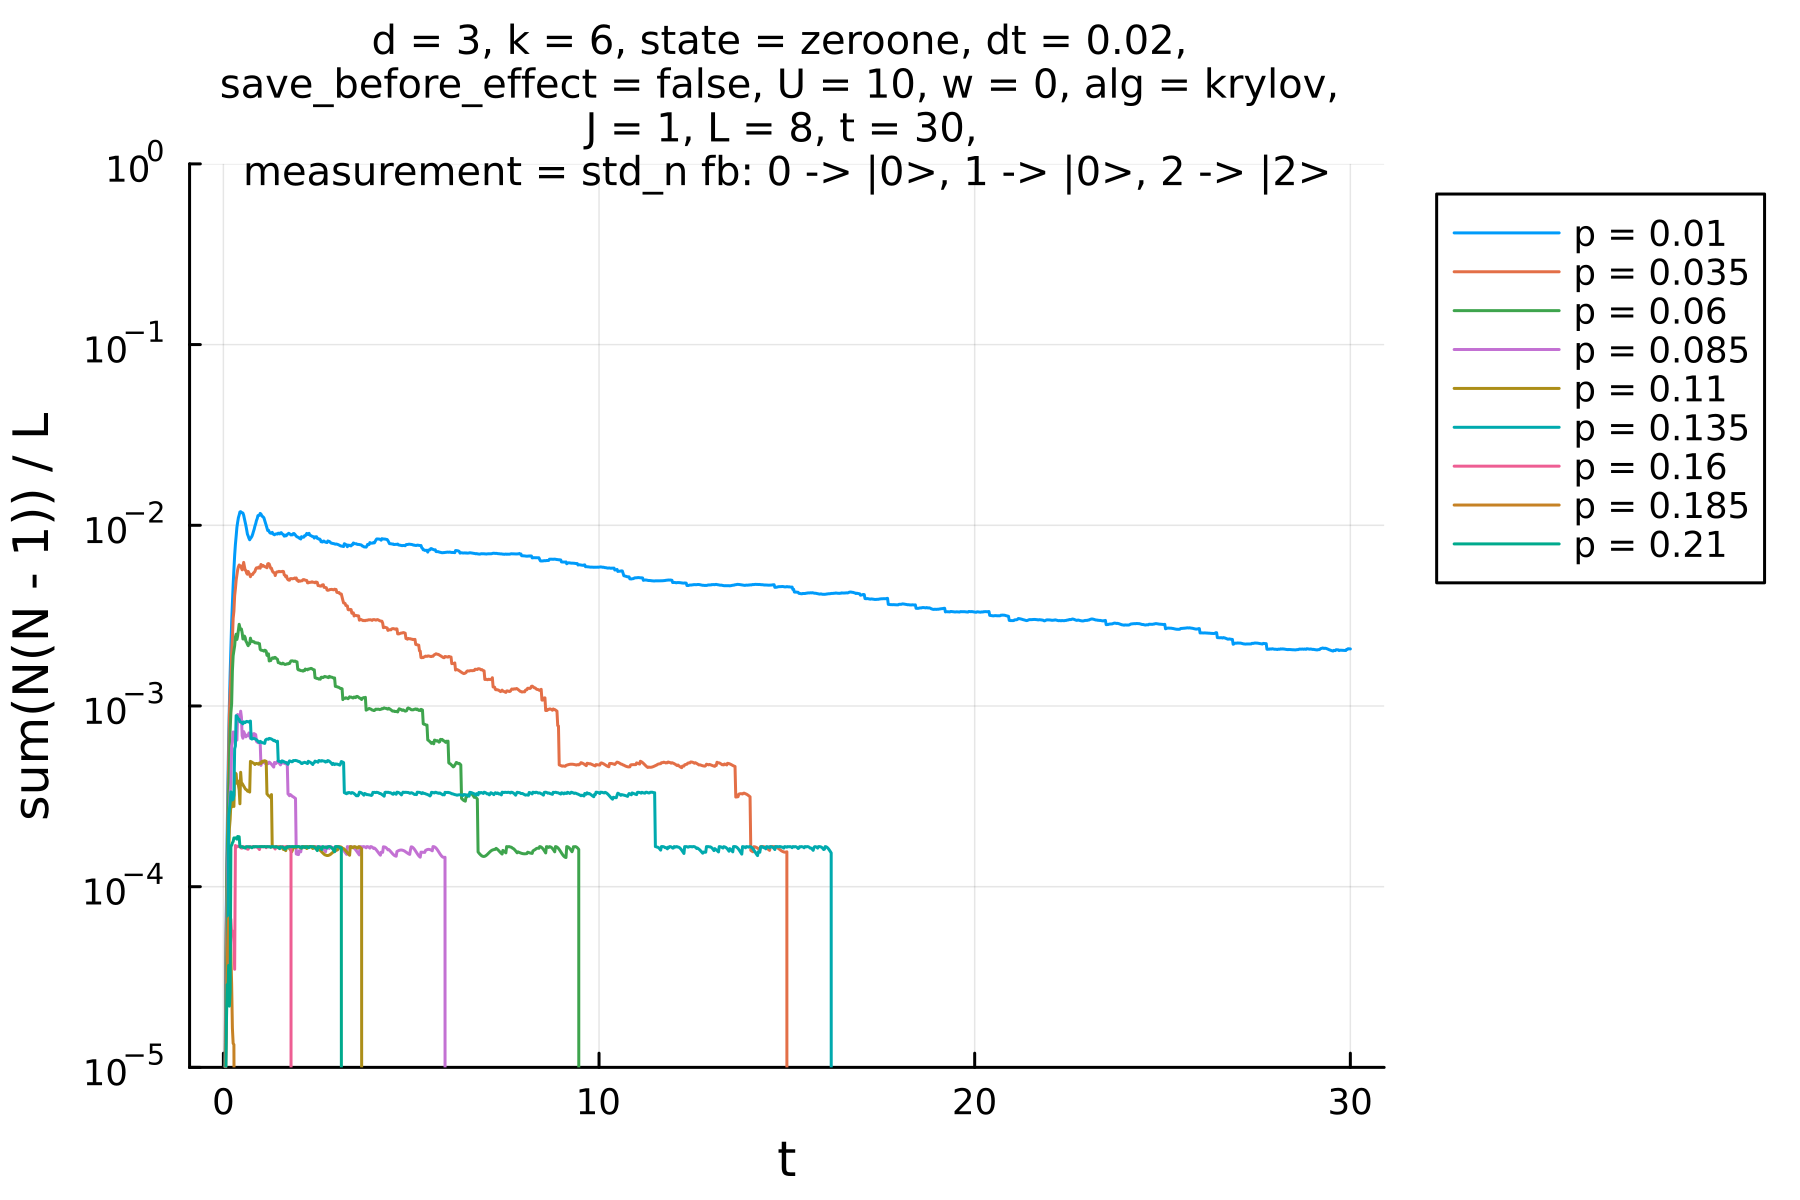 d = 3, k = 6, state = zeroone, dt = 0.02,
save_before_effect = false, U = 10, w = 0, alg = krylov,
J = 1, L = 8, t = 30,
measurement = std_n fb: 0 -> |0>, 1 -> |0>, 2 -> |2>
sum(N(N - 1)) / L
10⁰
10⁻¹
10⁻²
10⁻³
10⁻⁴
10⁻⁵
0
10
20
30
t
p = 0.01
p = 0.035
p = 0.06
p = 0.085
p = 0.11
p = 0.135
p = 0.16
p = 0.185
p = 0.21